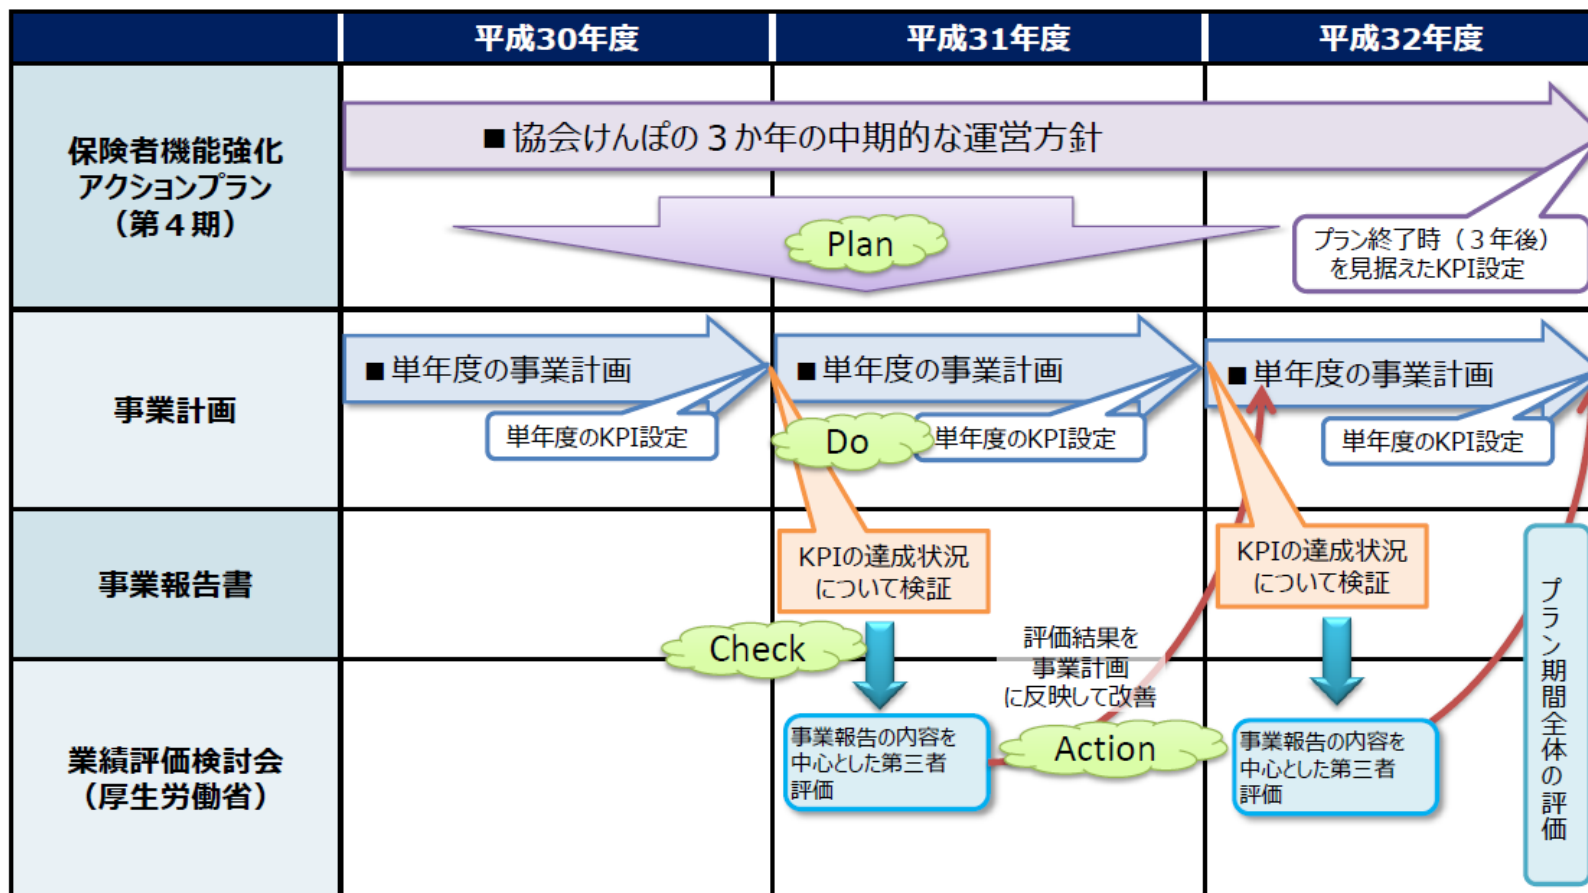 平成30年度
平成31年度
平成32年度
保険者機能強化
アクションプラン
（第４期）
■ 協会けんぽの３か年の中期的な運営方針
Plan
プラン終了時（３年後）
を見据えたKPI設定
事業計画
■ 単年度の事業計画
単年度のKPI設定
■ 単年度の事業計画
Do
単年度のKPI設定
■ 単年度の事業計画
単年度のKPI設定
事業報告書
KPIの達成状況
について検証
KPIの達成状況
について検証
Check
評価結果を
事業計画
に反映して改善
プラン期間全体の評価
業績評価検討会
（厚生労働省）
事業報告の内容を
中心とした第三者
評価
Action
事業報告の内容を
中心とした第三者
評価